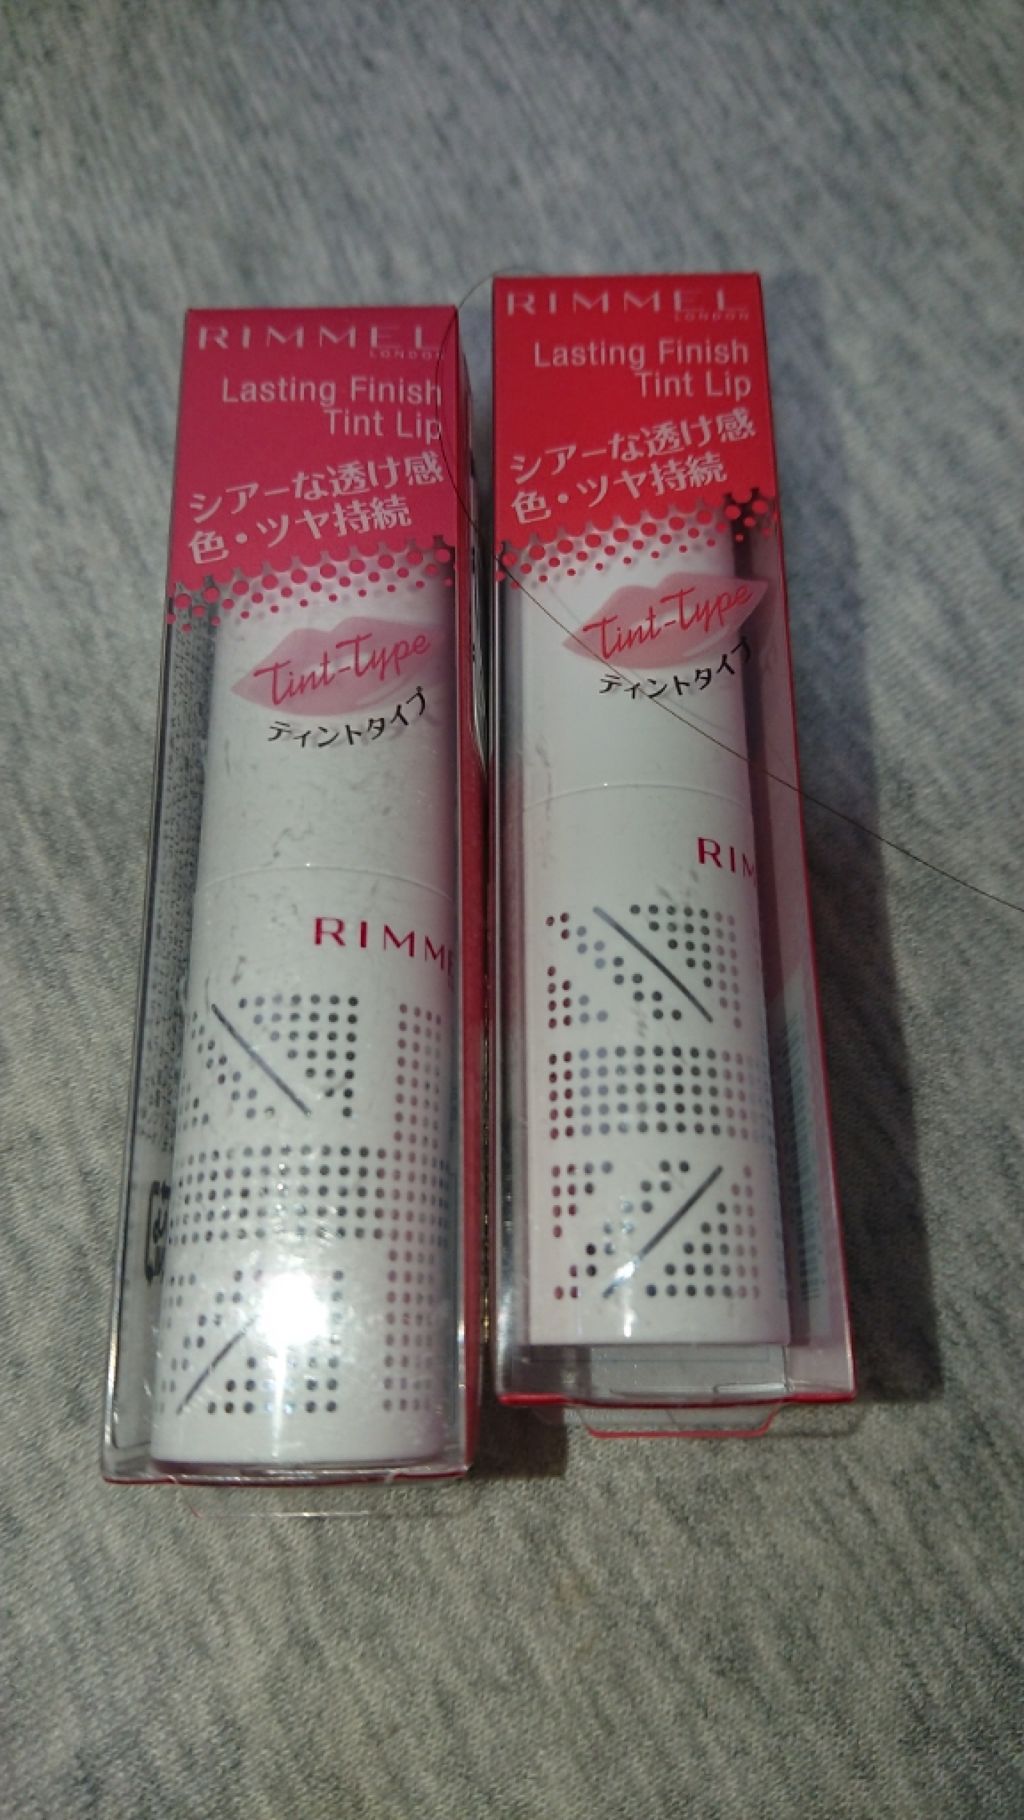 RIMMEL
LONDON
Lasting Finish
Tint Lip
シアーな透け感
色・ツヤ持続
Tint-Type
ティントタイプ
RIMME
RIMMEL
LONDON
Lasting Finish
Tint Lip
シアーな透け感
色・ツヤ持続
Tint-Type
ティントタイプ
RIM